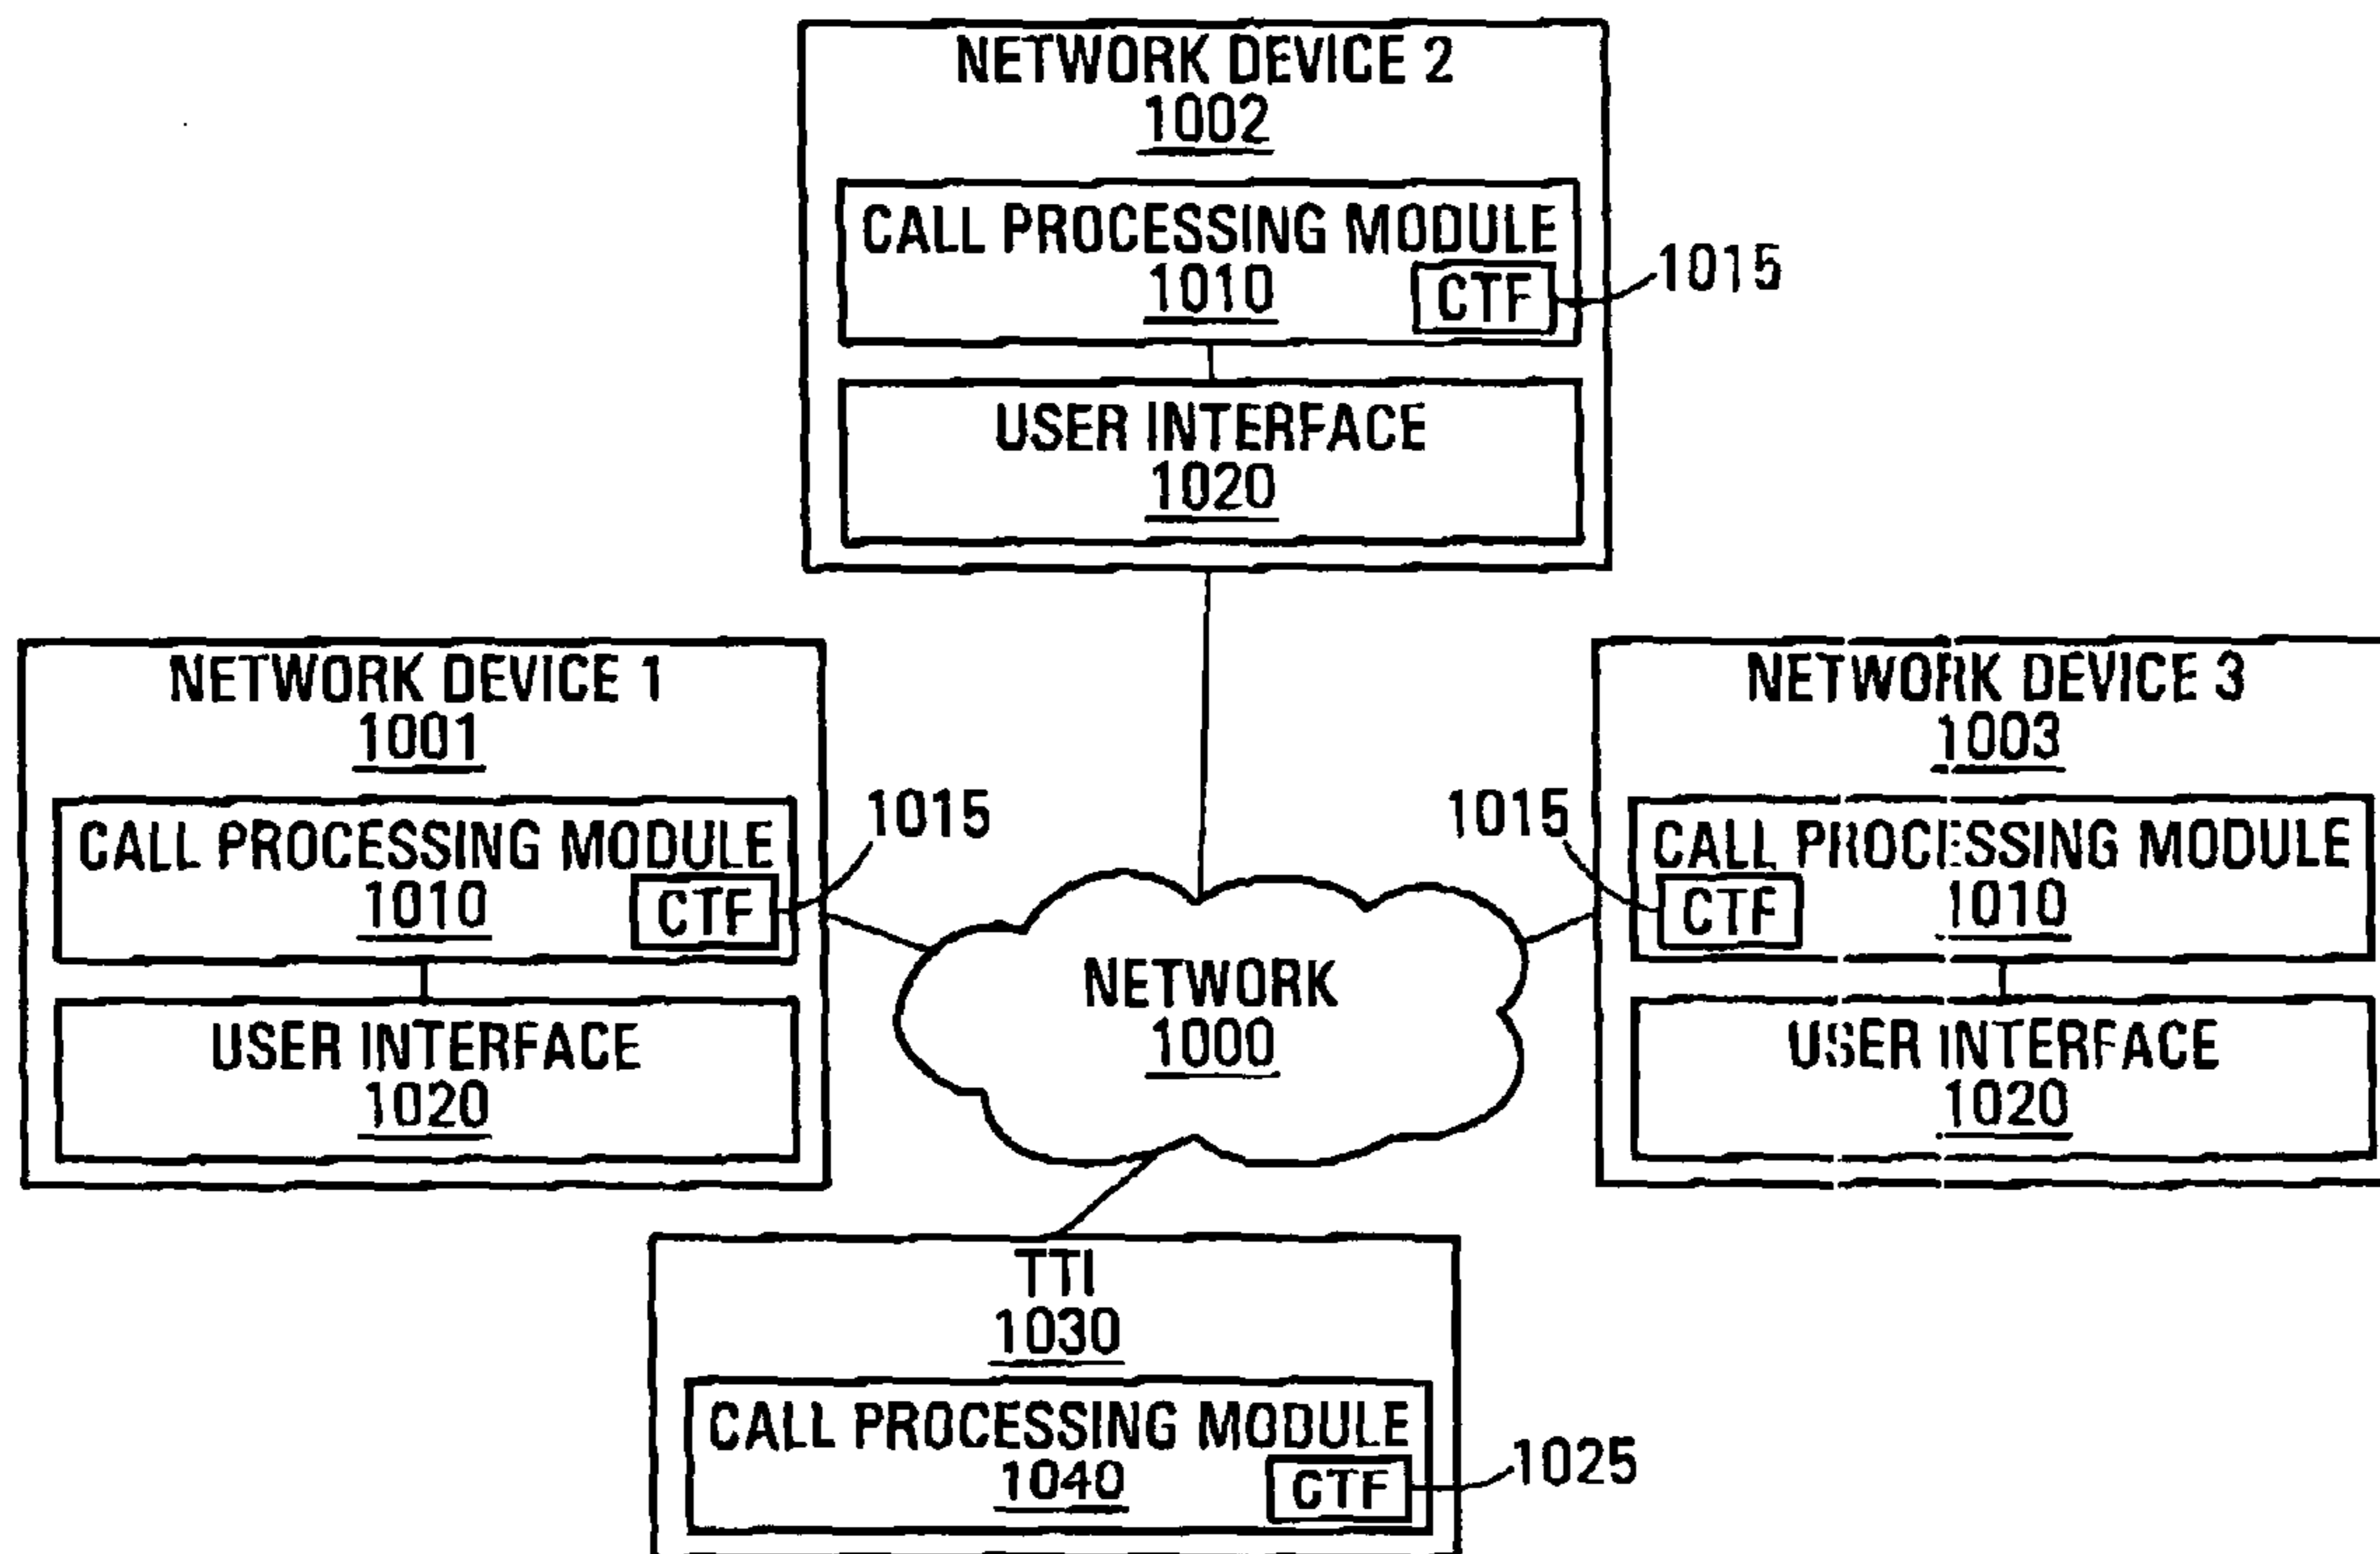 NETWORK DEVICE 2
1002
CALL PROCESSING MODULE
1010
CTF
1015
USER INTERFACE
1020
NETWORK DEVICE 1
1001
CALL PROCESSING MODULE
1010
CTF
1015
USER INTERFACE
1020
NETWORK DEVICE 3
1003
1015
CALL PROCESSING MODULE
CTF
1010
USER INTERFACE
1020
NETWORK
1000
TTI
1030
CALL PROCESSING MODULE
1040
CTF
1025